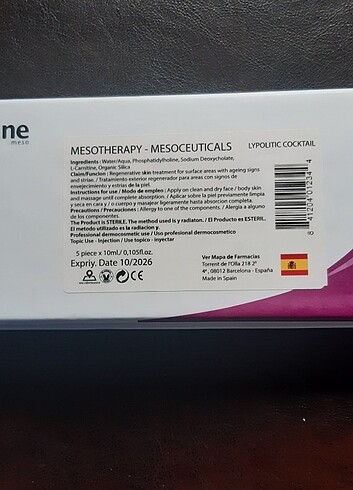 ne
meso
MESOTHERAPY - MESOCEUTICALS
LYPOLITIC COCKTAIL
Ingredients : Water/Aqua, Phosphatidylholine, Sodium Deoxycholate,
L-Carnitine, Organic Silica
Claim/Funcion : Regenerative skin treatment for surface areas with ageing signs
and striae. / Tratamiento exterior regenerador para areas con signos de
envejecimiento y estrias de la piel.
Instructions for use / Modo de empleo : Apply on clean and dry face / body skin
and massage until complete absorption. / Aplicar sobre la piel previamente limpia
y seca en cara y / o cuerpo y masajear ligeramente hasta absorcion completa.
Precautions / Precauciones : Allergy to one of the components. / Alergia à alguno
de los componentes.
The Product is STERILE. The method used is y radiaton. / El Producto es ESTERIL.
El metodo utilizado es la radiacion y.
Professional dermocosmetic use / Uso profesional dermocosmetico
Topic Use - Injection / Use topico - inyectar
5 piece x 10ml./ 0,105fl.oz.
Expriy. Date 10/2026
CE
Ver Mapa de Farmacias
Torrent de l'Olla 218 2º
4ª, 08012 Barcelona - España
Made in Spain
8 412041 012344